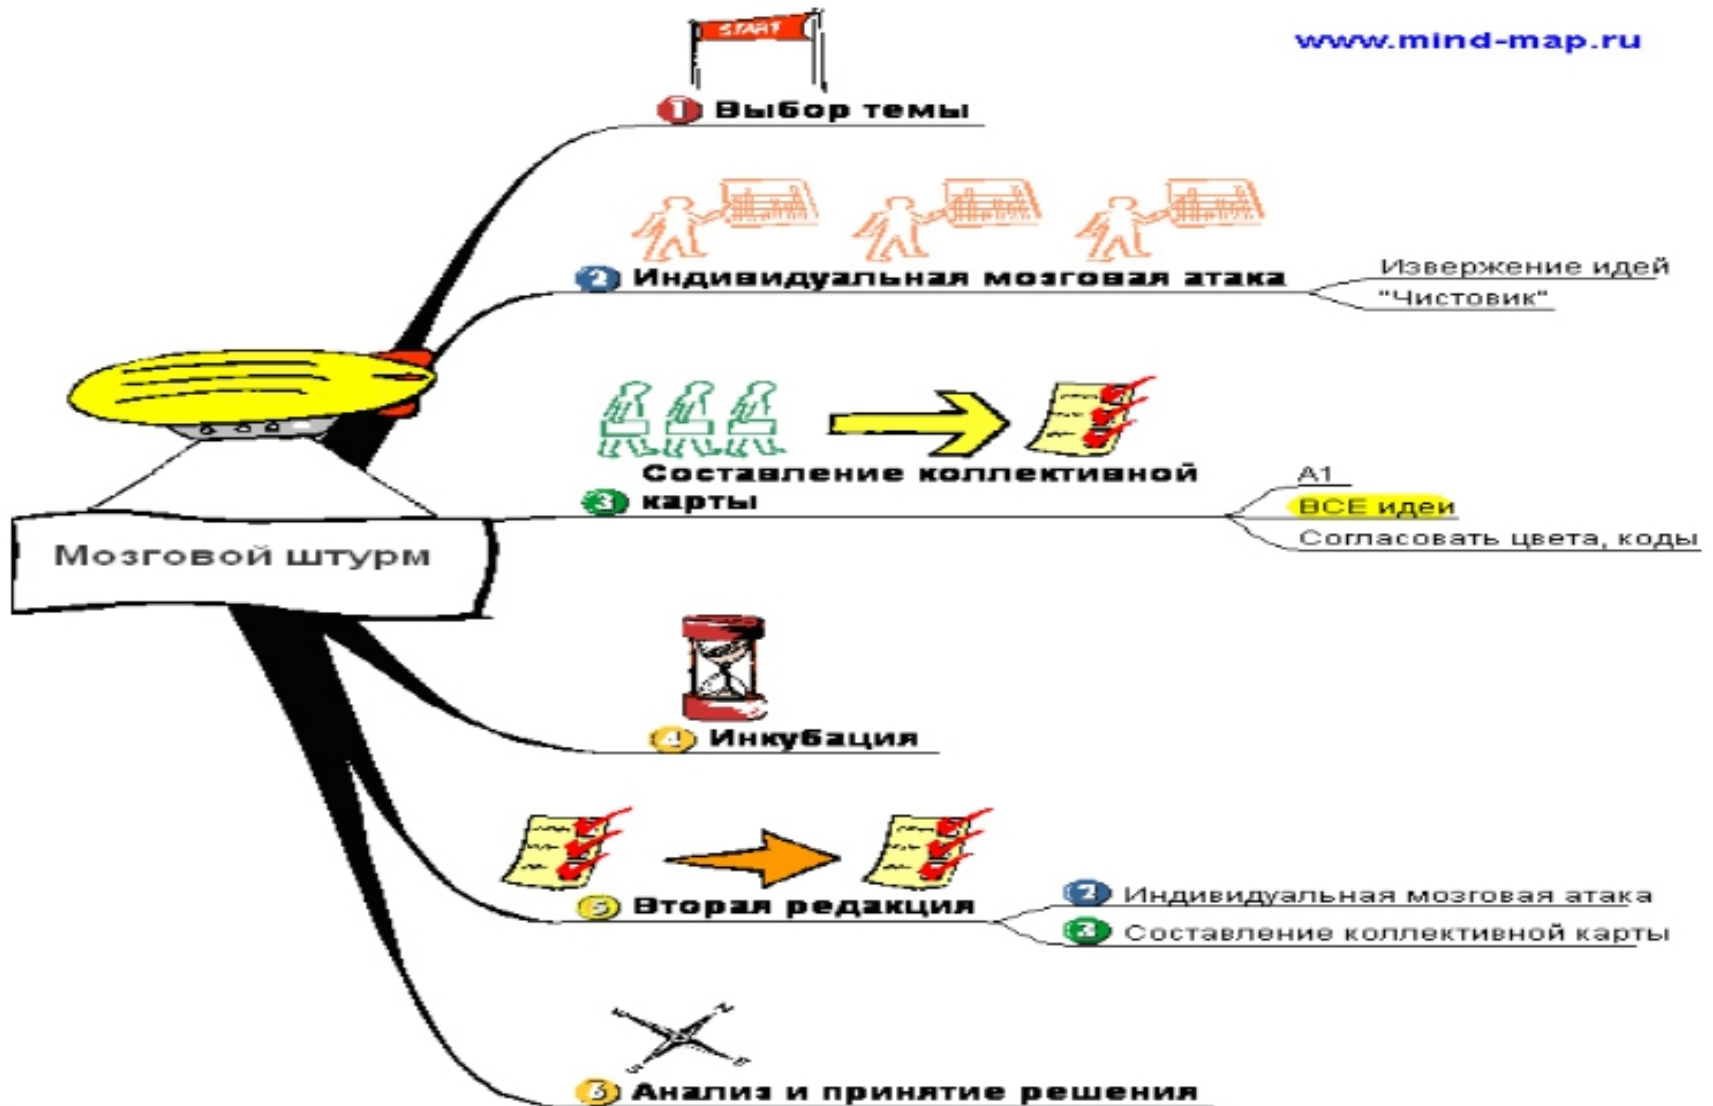 START
www.mind-map.ru
1 Выбор темы
2 Индивидуальная мозговая атака
Извержение идей
"Чистовик"
Составление коллективной
3 карты
А1
ВСЕ идеи
Согласовать цвета, коды
Мозговой штурм
4 Инкубация
5 Вторая редакция
2 Индивидуальная мозговая атака
3 Составление коллективной карты
6 Анализ и принятие решения